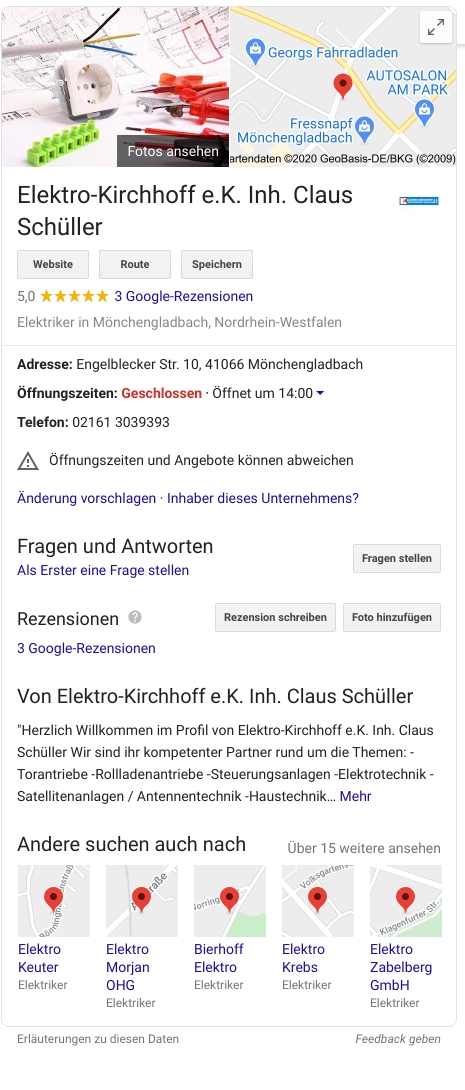 Georgs Fahrradladen
AUTOSALON
AM PARK
Fressnapf
Mönchengladbach
Fotos ansehen
artendaten ©2020 GeoBasis-DE/BKG (©2009)
Elektro-Kirchhoff e.K. Inh. Claus
Schüller
Website Route Speichern
5,0 ★★★★★ 3 Google-Rezensionen
Elektriker in Mönchengladbach, Nordrhein-Westfalen
Adresse: Engelblecker Str. 10, 41066 Mönchengladbach
Öffnungszeiten: Geschlossen · Öffnet um 14:00
Telefon: 02161 3039393
Öffnungszeiten und Angebote können abweichen
Änderung vorschlagen · Inhaber dieses Unternehmens?
Fragen und Antworten
Fragen stellen
Als Erster eine Frage stellen
Rezensionen ? Rezension schreiben Foto hinzufügen
3 Google-Rezensionen
Von Elektro-Kirchhoff e.K. Inh. Claus Schüller
"Herzlich Willkommen im Profil von Elektro-Kirchhoff e.K. Inh. Claus
Schüller Wir sind ihr kompetenter Partner rund um die Themen: -
Torantriebe -Rollladenantriebe -Steuerungsanlagen -Elektrotechnik -
Satellitenanlagen / Antennentechnik -Haustechnik… Mehr
Andere suchen auch nach Über 15 weitere ansehen
Klagenfurter Str.
Elektro
Keuter
Elektriker
Elektro
Morjan
OHG
Elektriker
Bierhoff
Elektro
Elektriker
Elektro
Krebs
Elektriker
Elektro
Zabelberg
GmbH
Elektriker
Erläuterungen zu diesen Daten Feedback geben